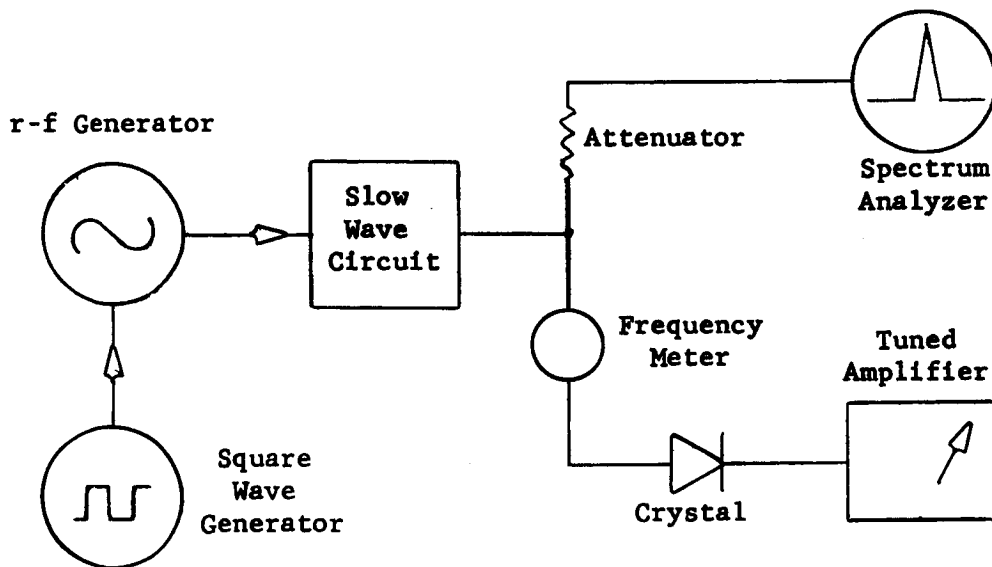 r-f Generator
Slow
Wave
Circuit
Attenuator
Spectrum
Analyzer
Frequency
Meter
Tuned
Amplifier
Square
Wave
Generator
Crystal